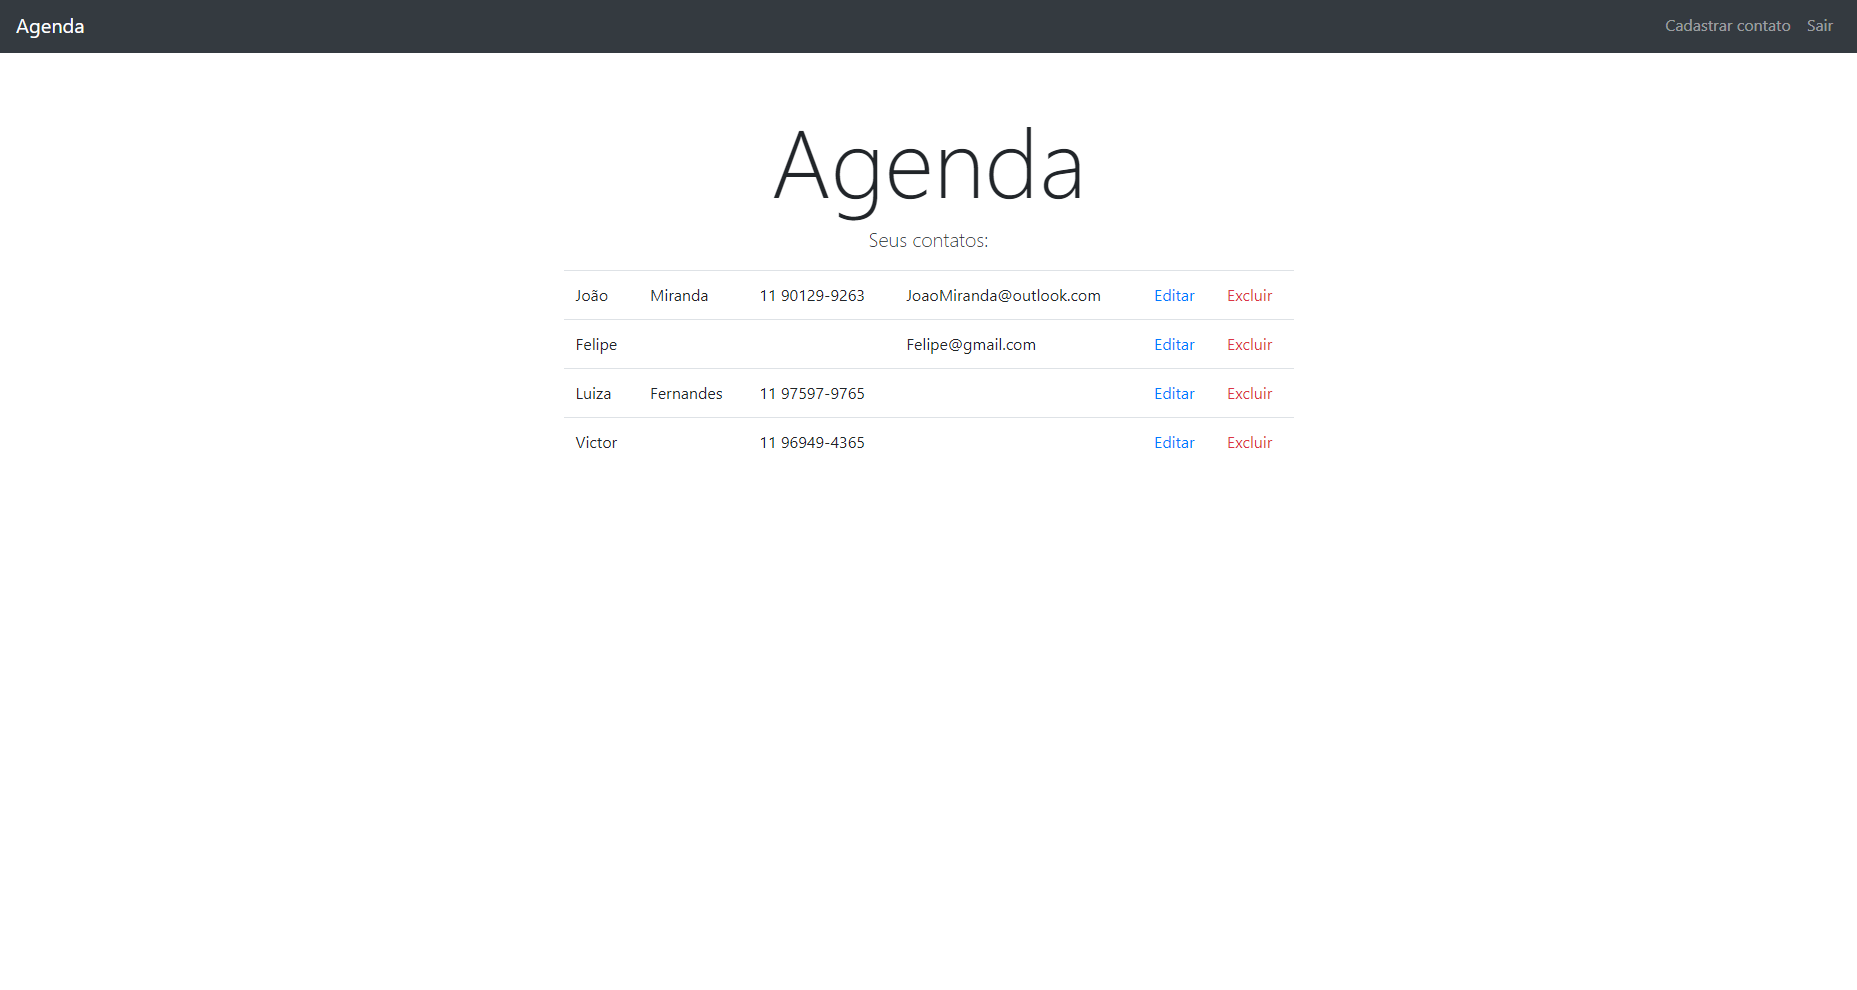 Agenda Cadastrar contato Sair
Agenda
Seus contatos:
João Miranda 11 90129-9263 JoaoMiranda@outlook.com Editar Excluir
Felipe Felipe@gmail.com Editar Excluir
Luiza Fernandes 11 97597-9765 Editar Excluir
Victor 11 96949-4365 Editar Excluir